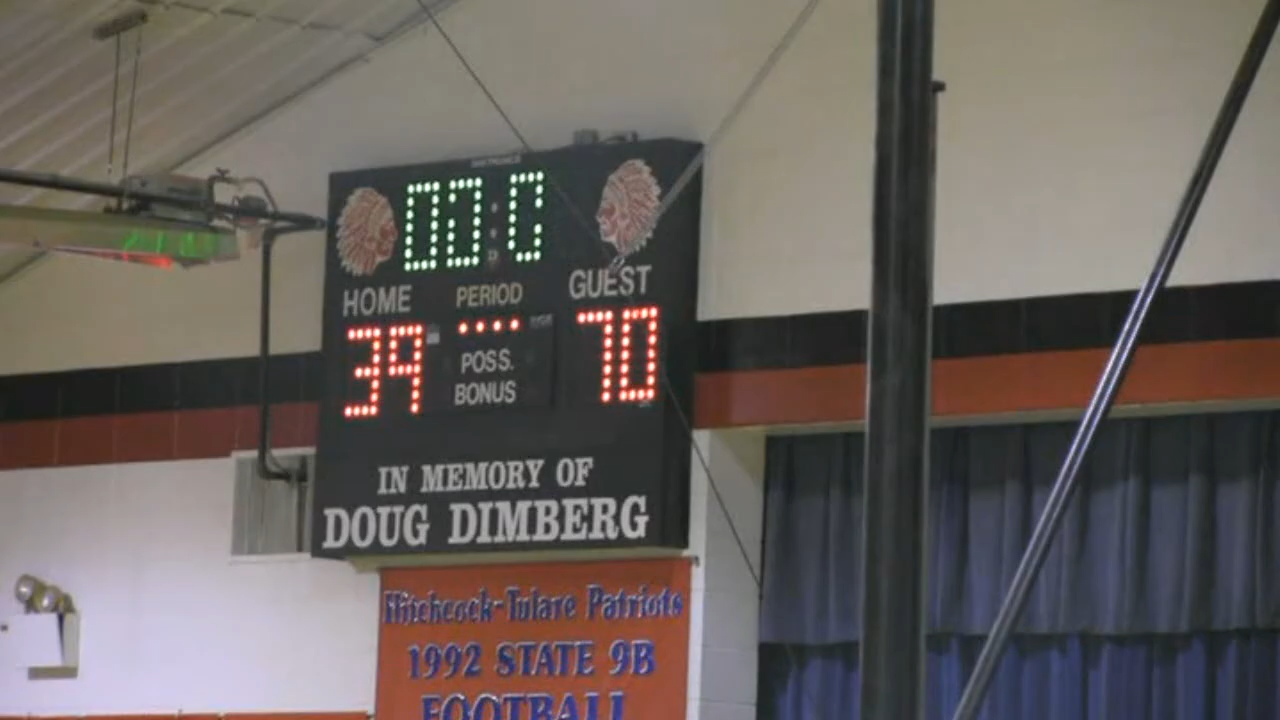 00:0
HOME PERIOD GUEST
39 70
POSS.
BONUS
IN MEMORY OF
DOUG DIMBERG
Hitchcock-Tulare Patriots
1992 STATE 9B
FOOTBALL